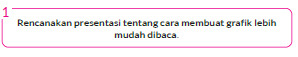 1
Rencanakan presentasi tentang cara membuat grafik lebih
mudah dibaca.